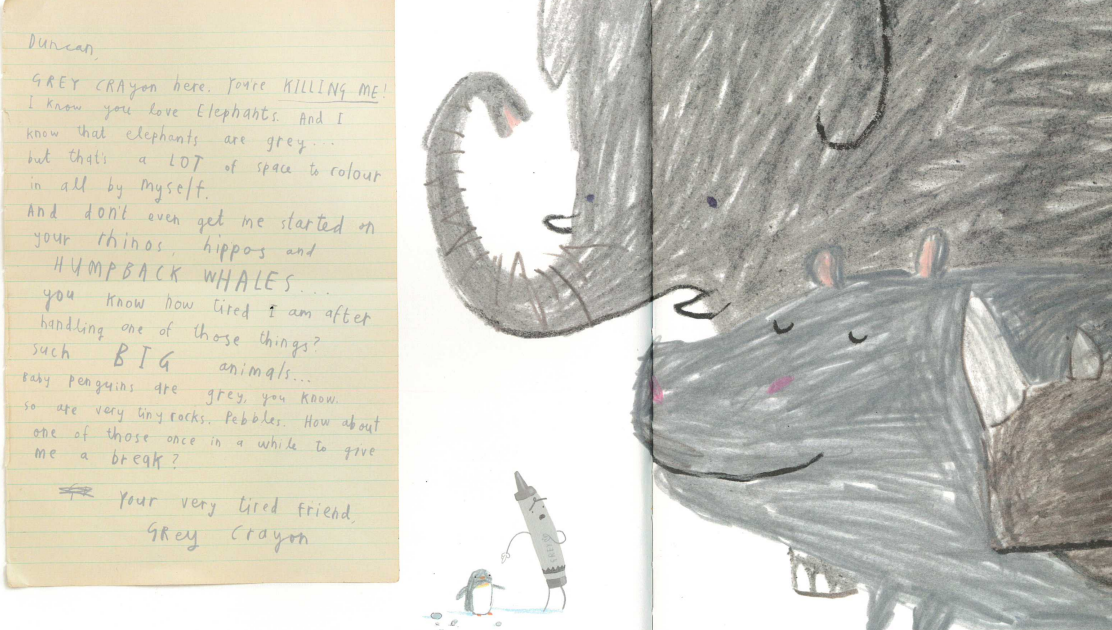 Duncan,
GREY CRAyon here. You're KILLING ME!
I know you love Elephants. And I
know that elephants are grey...
but that's a LOT of space to colour
in all by myself.
And don't even get me started on
your rhinos, hippos and
HUMPBACK WHALES...
you know how tired I am after
handling one of those things?
such BIG animals...
Baby penguins are grey, you know.
so are very tiny rocks. Pebbles. How about
one of those once in a while to give
me a break?
Your very tired friend,
Grey Crayon